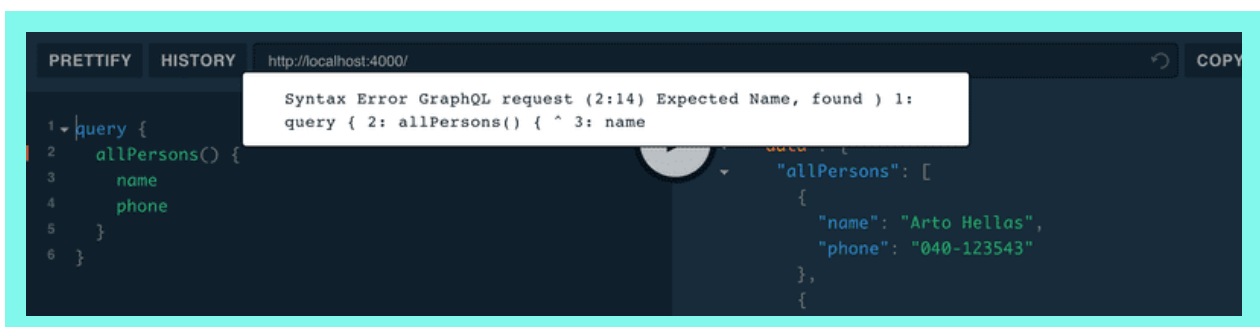 PRETTIFY HISTORY http://localhost:4000/ COPY
Syntax Error GraphQL request (2:14) Expected Name, found ) 1:
query { 2: allPersons() { ^ 3: name
1 query {
2 allPersons() {
3 name
4 phone
5 }
6 }
"data": {
"allPersons": [
{
"name": "Arto Hellas",
"phone": "040-123543"
},
{